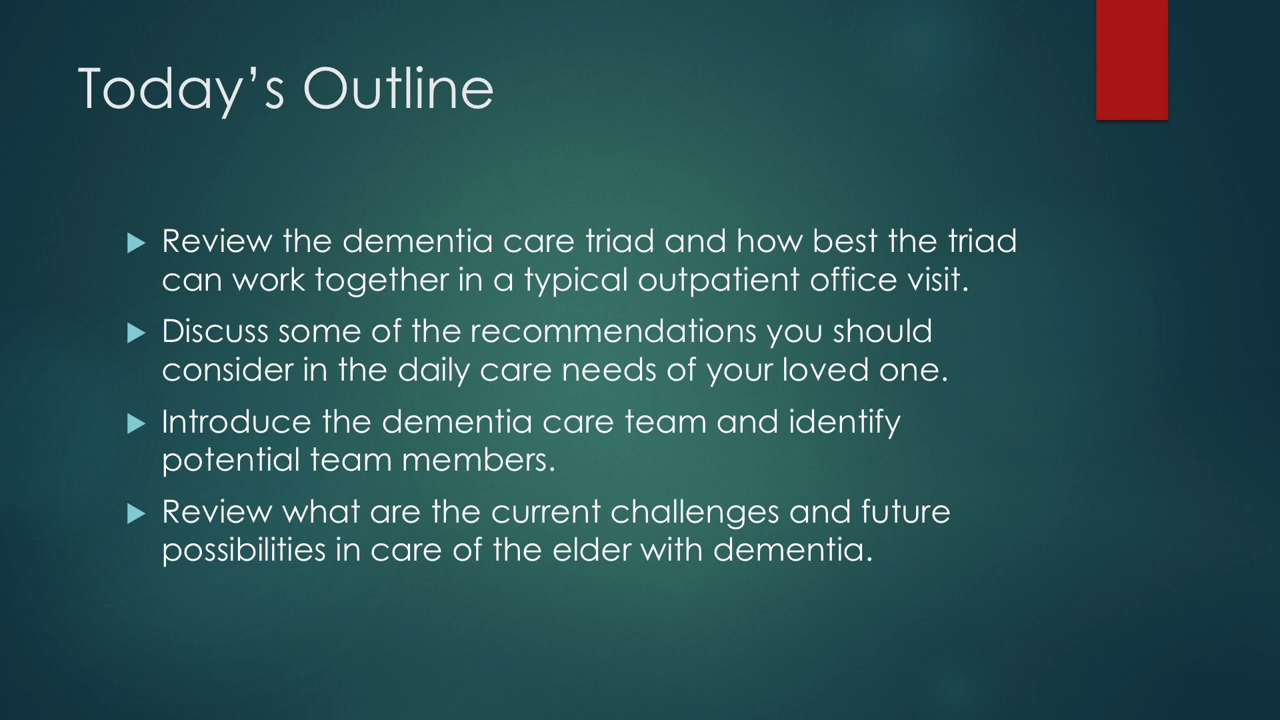 Today’s Outline
Review the dementia care triad and how best the triad
can work together in a typical outpatient office visit.
Discuss some of the recommendations you should
consider in the daily care needs of your loved one.
Introduce the dementia care team and identify
potential team members.
Review what are the current challenges and future
possibilities in care of the elder with dementia.